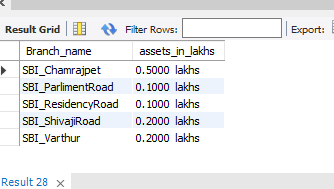 Result Grid Filter Rows: Export:
Branch_name assets_in_lakhs
SBI_Chamrajpet 0.5000 lakhs
SBI_ParlimentRoad 0.1000 lakhs
SBI_ResidencyRoad 0.1000 lakhs
SBI_ShivajiRoad 0.2000 lakhs
SBI_Varthur 0.2000 lakhs
Result 28